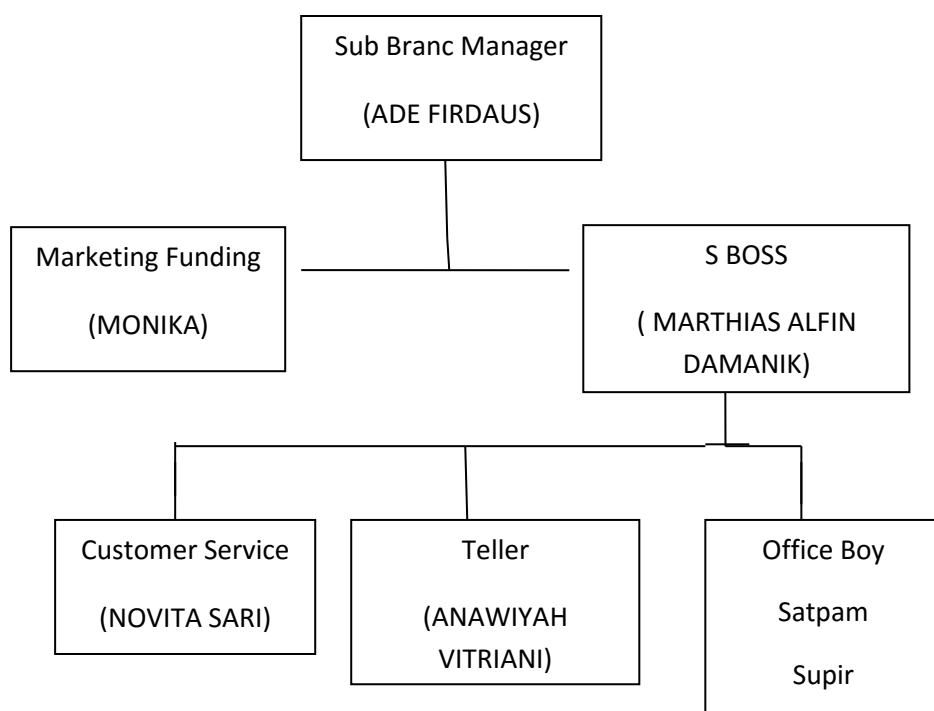 Sub Branc Manager
(ADE FIRDAUS)
Marketing Funding
(MONIKA)
S BOSS
( MARTHIAS ALFIN
DAMANIK)
Customer Service
(NOVITA SARI)
Teller
(ANAWIYAH
VITRIANI)
Office Boy
Satpam
Supir